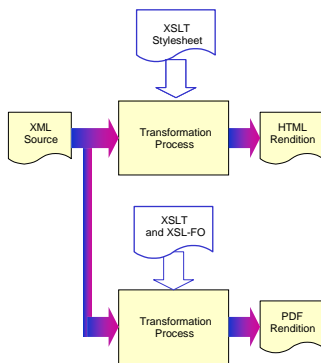 XSLT
Stylesheet
XML
Source
Transformation
Process
HTML
Rendition
XSLT
and XSL-FO
Transformation
Process
PDF
Rendition